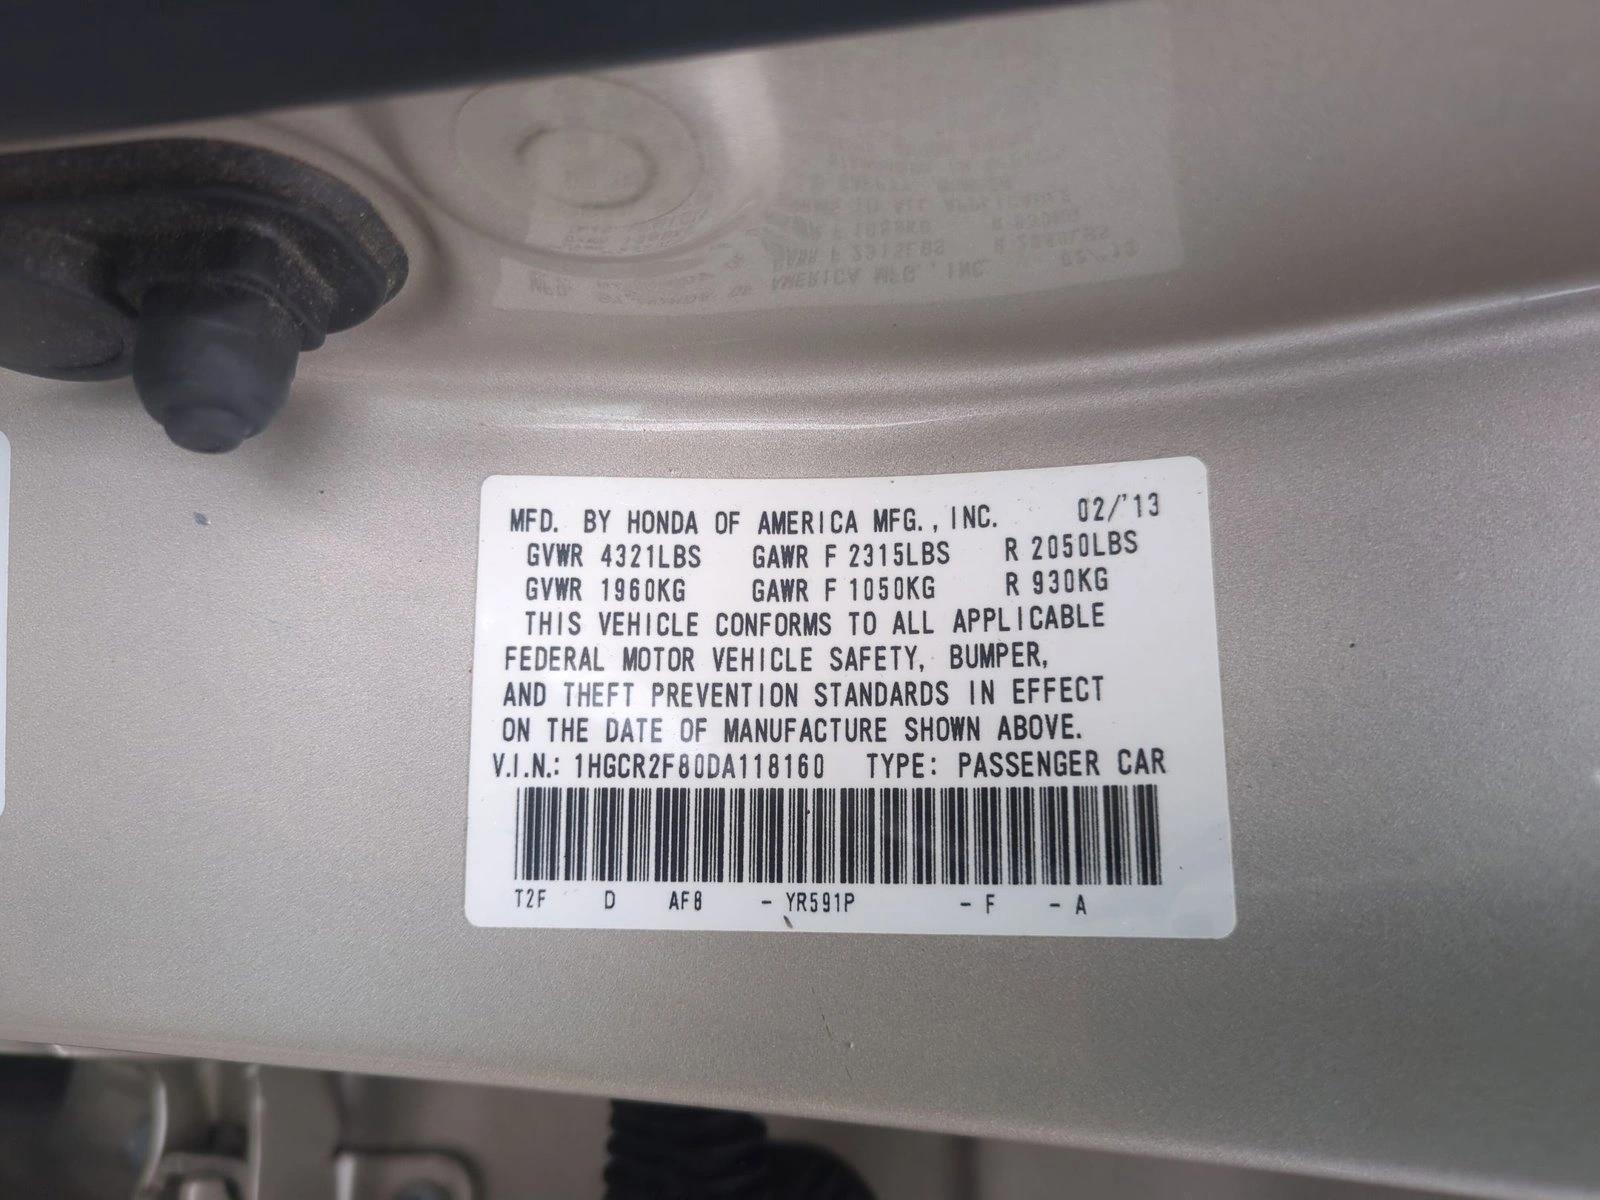 MFD. BY HONDA OF AMERICA MFG., INC. 02/'13
GVWR 4321LBS GAWR F 2315LBS R 2050LBS
GVWR 1960KG GAWR F 1050KG R 930KG
THIS VEHICLE CONFORMS TO ALL APPLICABLE
FEDERAL MOTOR VEHICLE SAFETY, BUMPER,
AND THEFT PREVENTION STANDARDS IN EFFECT
ON THE DATE OF MANUFACTURE SHOWN ABOVE.
V.I.N.: 1HGCR2F80DA118160 TYPE: PASSENGER CAR
T2F D AF8 - YR591P - F - A